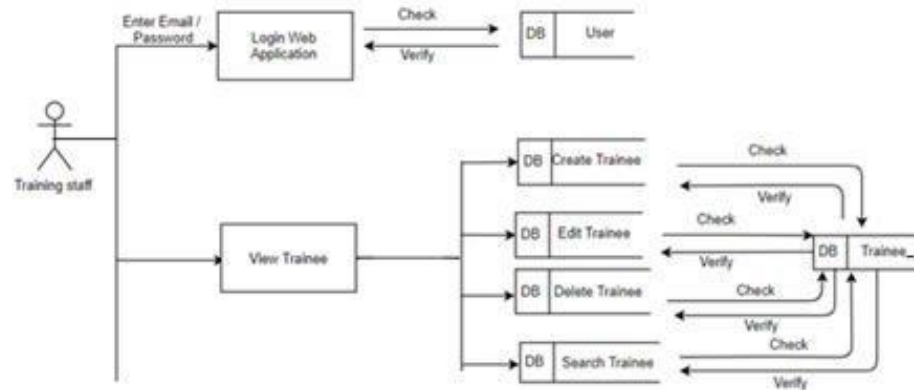 Enter Email /
Password
Login Web
Application
Check
Verify
DB User
Training staff
View Trainee
DB Create Trainee
Check
Verify
DB Edit Trainee
Check
Verify
DB Trainee_
DB Delete Trainee
Check
Verify
DB Search Trainee
Check
Verify